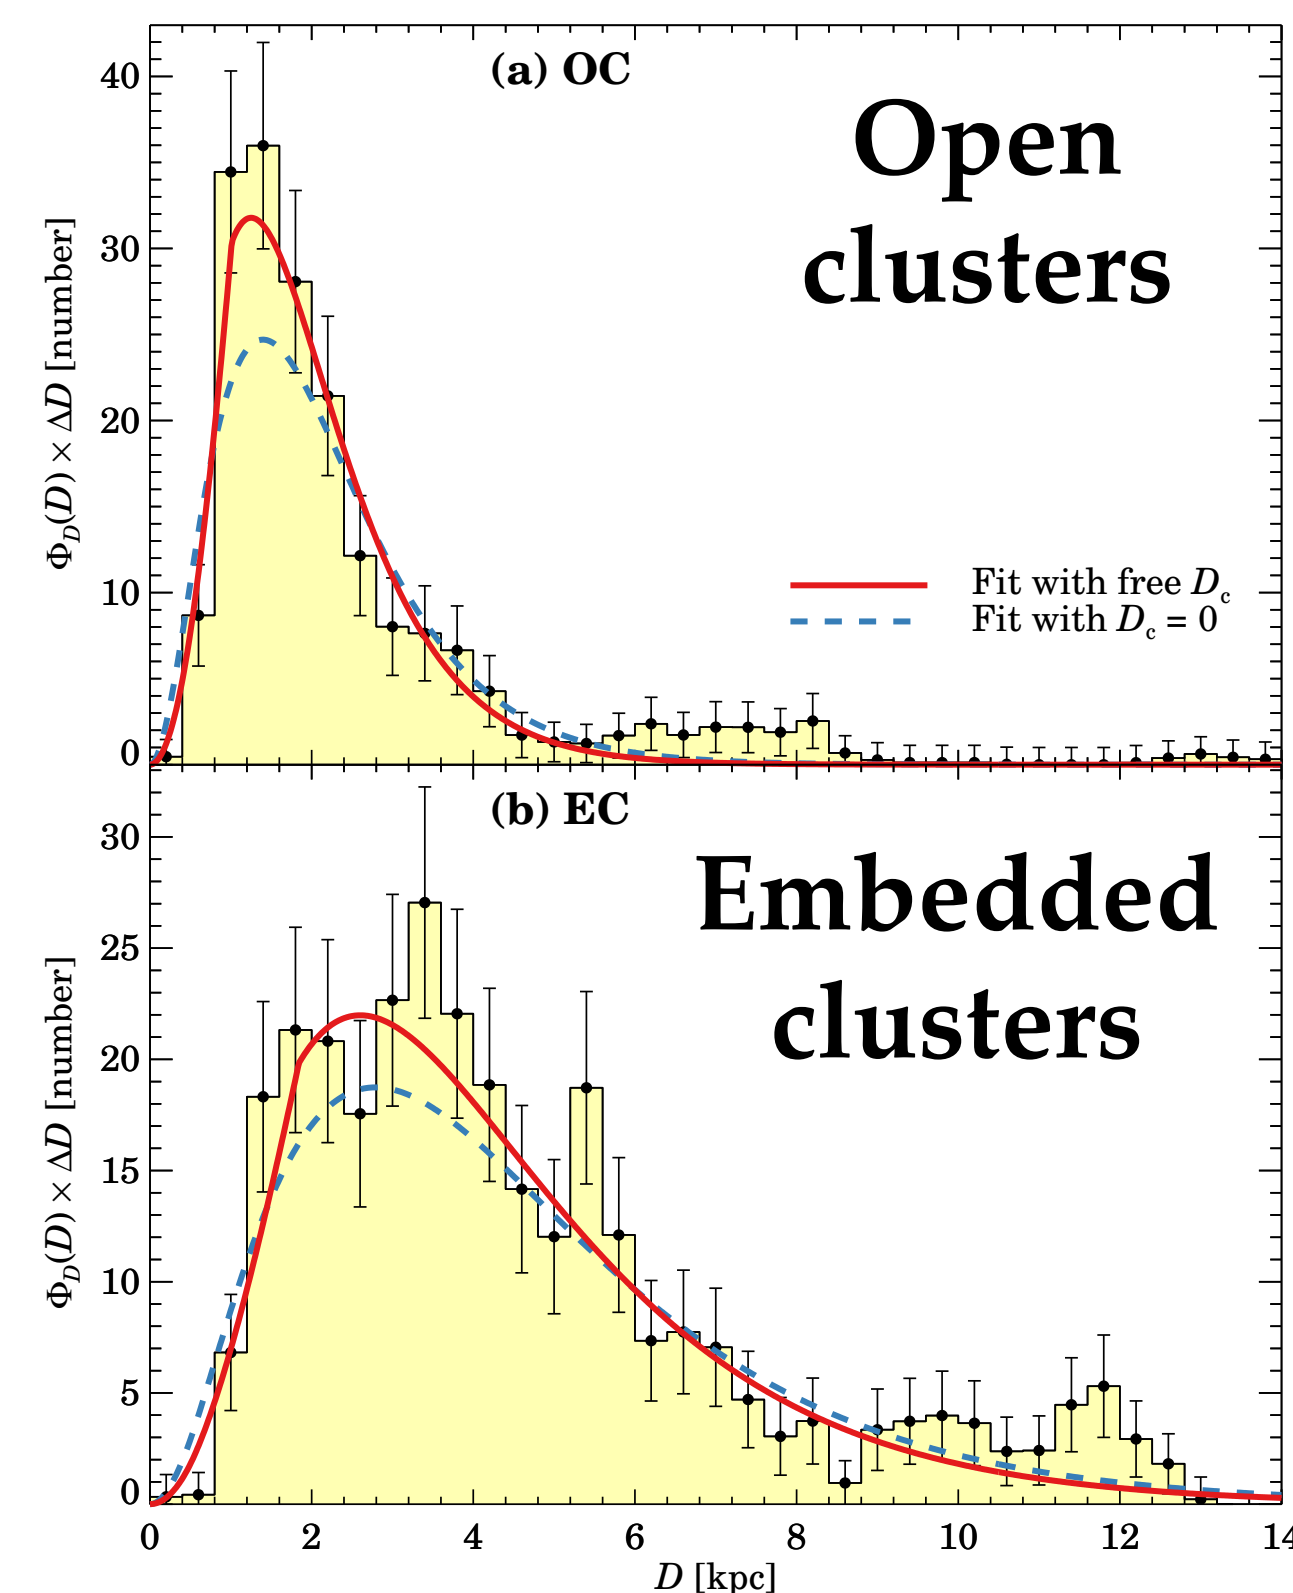 (a) OC
Open
clusters
40
30
20
10
0
Φ_D(D) × ΔD [number]
Fit with free D_c
Fit with D_c = 0
(b) EC
Embedded
clusters
30
25
20
15
10
5
0
Φ_D(D) × ΔD [number]
0 2 4 6 8 10 12 14
D [kpc]